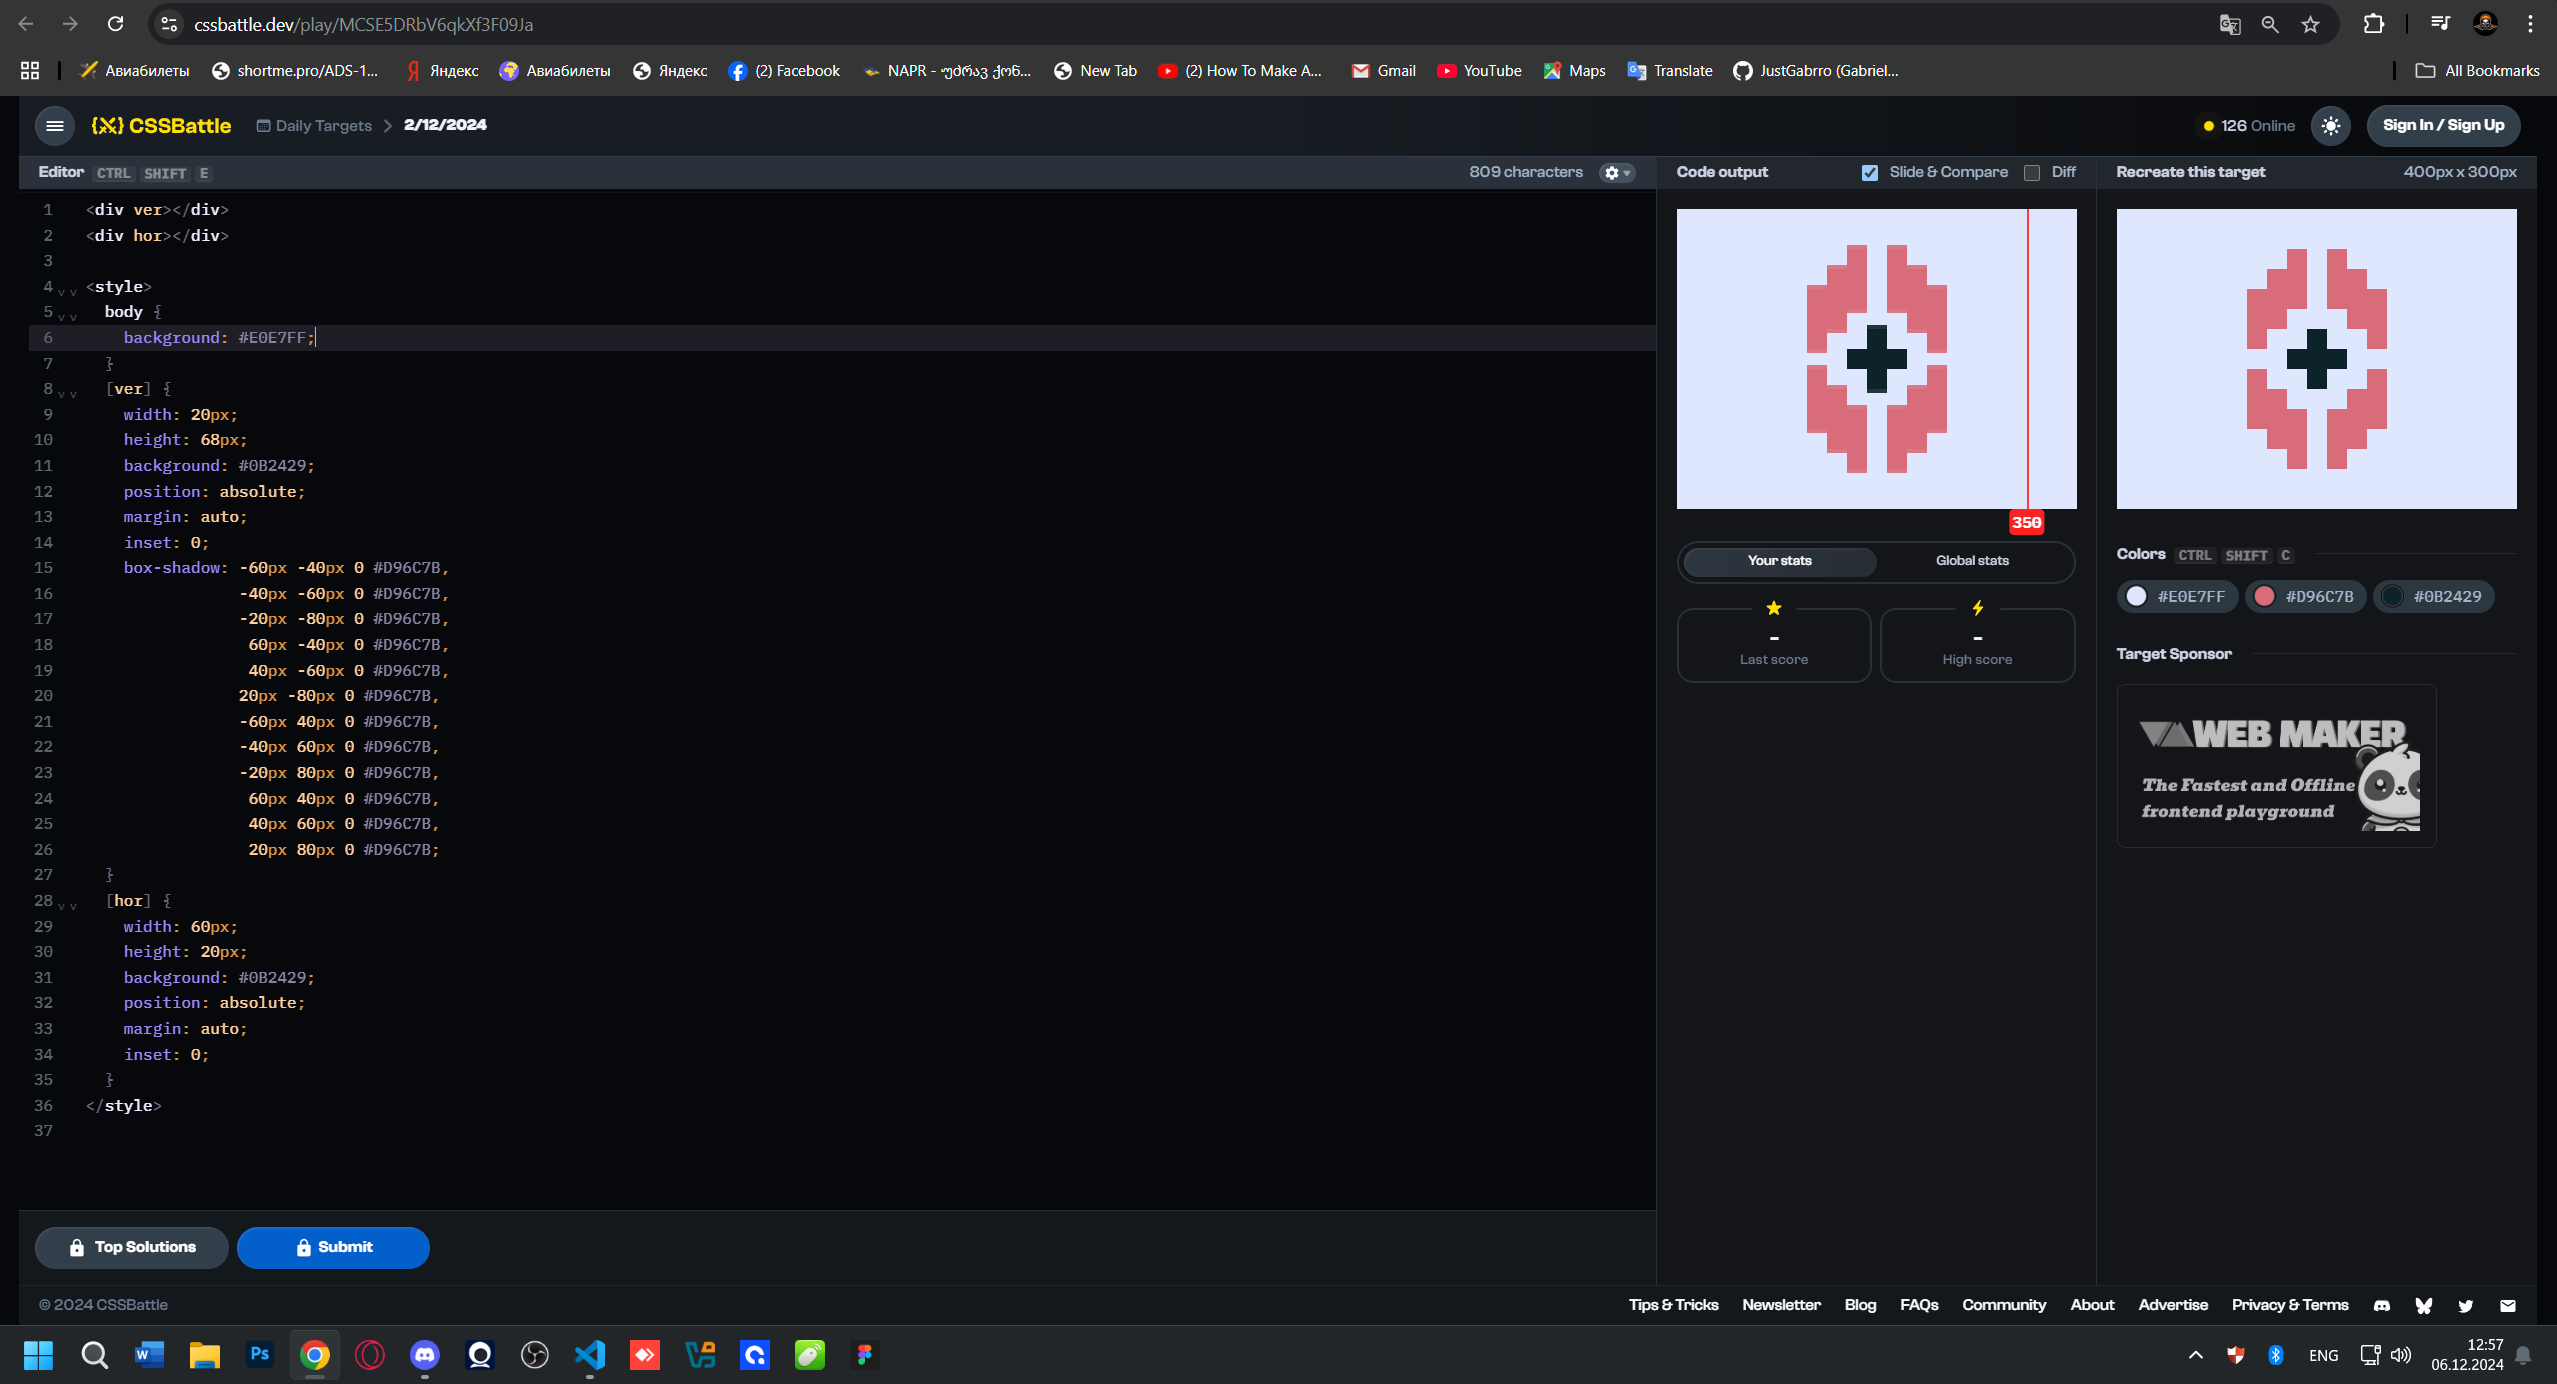 cssbattle.dev/play/MCSE5DRbV6qkXf3F09Ja
Авиабилеты
shortme.pro/ADS-1...
Яндекс
Авиабилеты
Яндекс
(2) Facebook
NAPR - უძრავ ქონ...
New Tab
(2) How To Make A...
Gmail
YouTube
Maps
Translate
JustGabrro (Gabriel...
All Bookmarks
CSSBattle
Daily Targets
2/12/2024
126 Online
Sign In / Sign Up
Editor CTRL SHIFT E
809 characters
1 <div ver></div>
2 <div hor></div>
3
4 <style>
5 body {
6 background: #E0E7FF;
7 }
8 [ver] {
9 width: 20px;
10 height: 68px;
11 background: #0B2429;
12 position: absolute;
13 margin: auto;
14 inset: 0;
15 box-shadow: -60px -40px 0 #D96C7B,
16 -40px -60px 0 #D96C7B,
17 -20px -80px 0 #D96C7B,
18 60px -40px 0 #D96C7B,
19 40px -60px 0 #D96C7B,
20 20px -80px 0 #D96C7B,
21 -60px 40px 0 #D96C7B,
22 -40px 60px 0 #D96C7B,
23 -20px 80px 0 #D96C7B,
24 60px 40px 0 #D96C7B,
25 40px 60px 0 #D96C7B,
26 20px 80px 0 #D96C7B;
27 }
28 [hor] {
29 width: 60px;
30 height: 20px;
31 background: #0B2429;
32 position: absolute;
33 margin: auto;
34 inset: 0;
35 }
36 </style>
37
Top Solutions
Submit
Code output
Slide & Compare
Diff
350
Your stats
Global stats
-
Last score
-
High score
Recreate this target
400px x 300px
Colors CTRL SHIFT C
#E0E7FF
#D96C7B
#0B2429
Target Sponsor
WEB MAKER
The Fastest and Offline
frontend playground
© 2024 CSSBattle
Tips & Tricks
Newsletter
Blog
FAQs
Community
About
Advertise
Privacy & Terms
W
Ps
ENG
12:57
06.12.2024